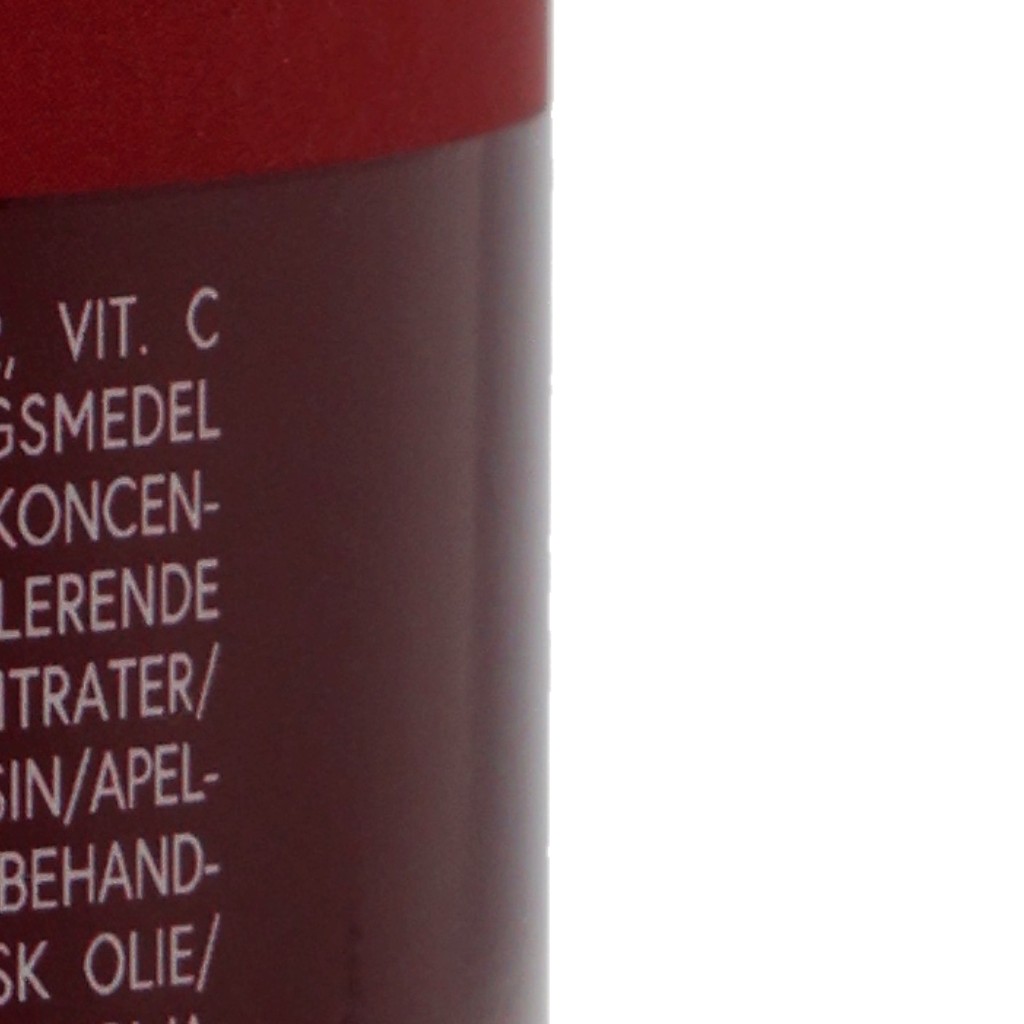 VIT. C
GSMEDEL
KONCEN-
LERENDE
TRATER/
SIN/APEL-
BEHAND-
SK OLIE/